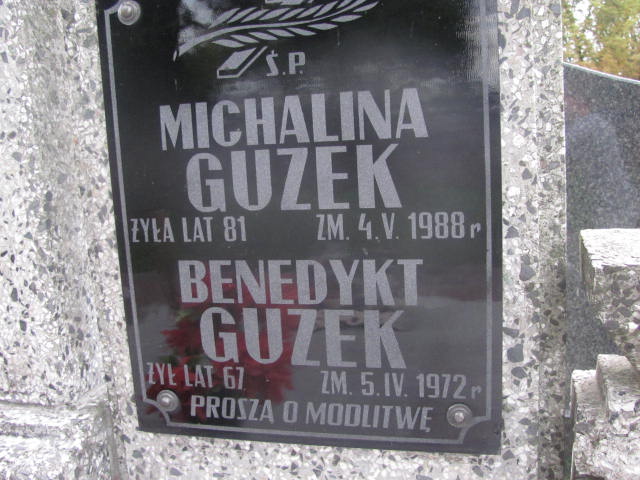 Ś.P.
MICHALINA
GUZEK
ŻYŁA LAT 81 ZM. 4. V. 1988 r
BENEDYKT
GUZEK
ŻYŁ LAT 67 ZM. 5. IV. 1972 r
PROSZĄ O MODLITWĘ